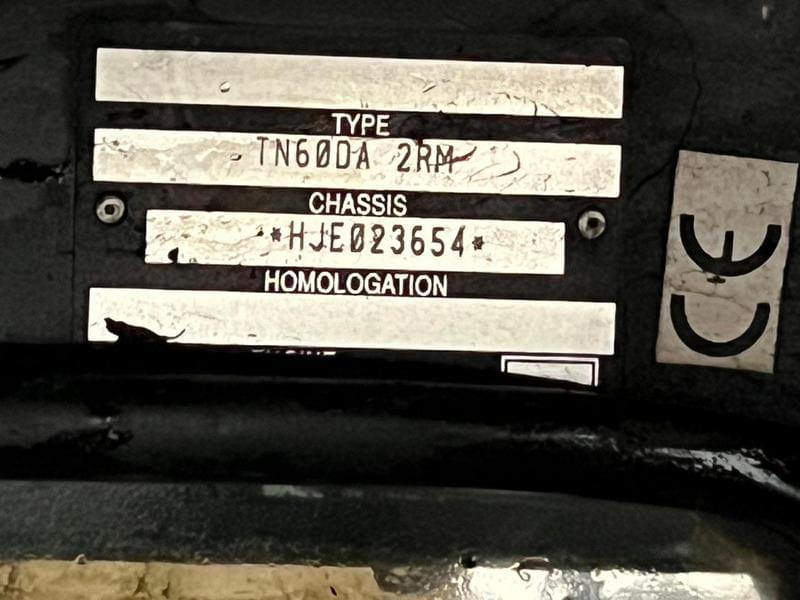 TYPE
TN60DA 2RM
CHASSIS
*HJE023654*
HOMOLOGATION
CE